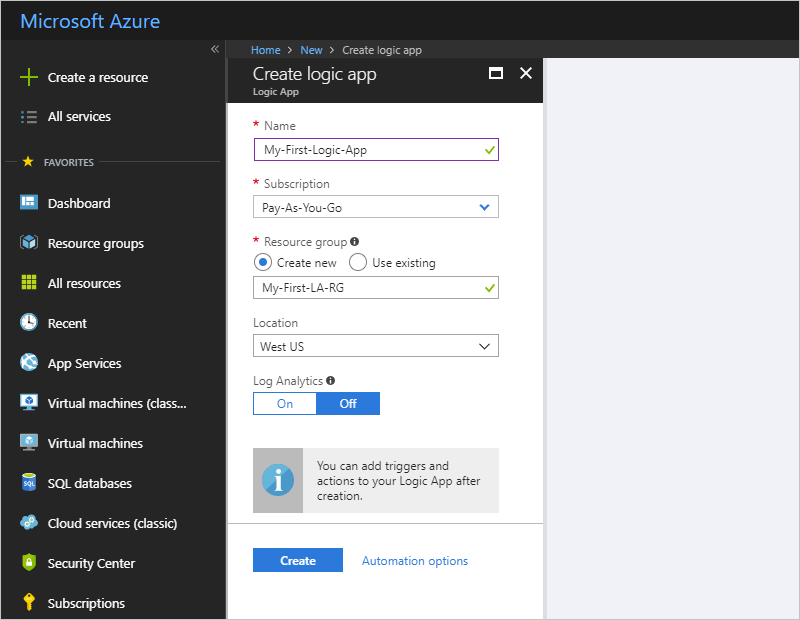 Microsoft Azure
«
Home > New > Create logic app
Create a resource
All services
FAVORITES
Dashboard
Resource groups
All resources
Recent
App Services
Virtual machines (class...
Virtual machines
SQL databases
Cloud services (classic)
Security Center
Subscriptions
Create logic app
Logic App
* Name
My-First-Logic-App
* Subscription
Pay-As-You-Go
* Resource group
Create new Use existing
My-First-LA-RG
Location
West US
Log Analytics
On Off
You can add triggers and
actions to your Logic App after
creation.
Create Automation options